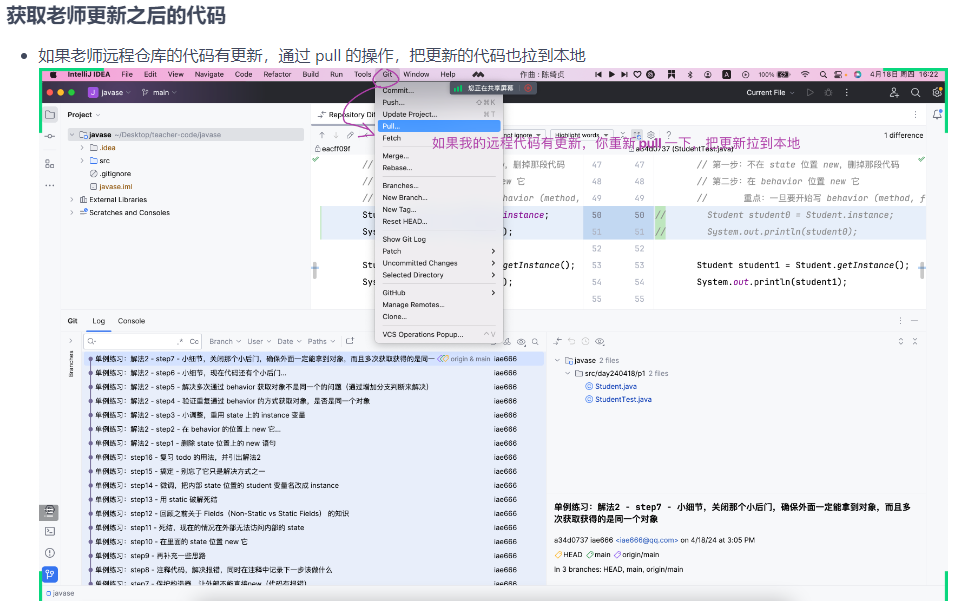 获取老师更新之后的代码
如果老师远程仓库的代码有更新，通过 pull 的操作，把更新的代码也拉到本地
IntelliJ IDEA File Edit View Navigate Code Refactor Build Run Tools Git Window Help 作曲：陈绮贞 100% 4月18日 周四 16:22
javase main 您正在共享屏幕 Current File
Project
javase ~/Desktop/teacher-code/javase
.idea
src
.gitignore
javase.iml
External Libraries
Scratches and Consoles
Commit...
Push... ⇧⌘K
Update Project... ⌘T
Pull...
Fetch
Merge...
Rebase...
Branches...
New Branch...
New Tag...
Reset HEAD...
Show Git Log
Patch
Uncommitted Changes
Selected Directory
GitHub
Manage Remotes...
Clone...
VCS Operations Popup... ^V
Repository Dif
Highlight words
1 difference
eacff09f
a34d0737 (StudentTest.java)
如果我的远程代码有更新，你重新 pull 一下，把更新拉到本地
，删掉那段代码 47 47 // 第一步：不在 state 位置 new，删掉那段代码
new 它 48 48 // 第二步：在 behavior 位置 new 它
behavior (method, 49 49 // 重点：一旦要开始写 behavior (method, f
Stu instance; 50 50 // Student student0 = Student.instance;
Sys ); 51 51 // System.out.println(student0);
52 52
Stu getInstance(); 53 53 Student student1 = Student.getInstance();
Sys ); 54 54 System.out.println(student1);
55 55
Git Log Console
Branch User Date Paths
Branches
单例练习：解法2 - step7 - 小细节，关闭那个小后门，确保外面一定能拿到对象，而且多次获取获得的是同一 origin & main iae666
单例练习：解法2 - step6 - 小细节，现在代码还有个小后门... iae666
单例练习：解法2 - step5 - 解决多次通过 behavior 获取对象不是同一个的问题（通过增加分支判断来解决） iae666
单例练习：解法2 - step4 - 验证重复通过 behavior 的方式获取对象，是否是同一个对象 iae666
单例练习：解法2 - step3 - 小调整，重用 state 上的 instance 变量 iae666
单例练习：解法2 - step2 - 在 behavior 的位置上 new 它... iae666
单例练习：解法2 - step1 - 删除 state 位置上的 new 语句 iae666
单例练习：step16 - 复习 todo 的用法，并引出解法2 iae666
单例练习：step15 - 搞定 - 别忘了它只是解决方式之一 iae666
单例练习：step14 - 微调，把内部 state 位置的 student 变量名改成 instance iae666
单例练习：step13 - 用 static 破解死结 iae666
单例练习：step12 - 回顾之前关于 Fields（Non-Static vs Static Fields） 的知识 iae666
单例练习：step11 - 死结，现在的情况在外部无法访问内部的 state iae666
单例练习：step10 - 在里面的 state 位置 new 它 iae666
单例练习：step9 - 再补充一些思路 iae666
单例练习：step8 - 注释代码，解决报错，同时在注释中记录下一步该做什么 iae666
javase 2 files
src/day240418/p1 2 files
Student.java
StudentTest.java
单例练习：解法2 - step7 - 小细节，关闭那个小后门，确保外面一定能拿到对象，而且多
次获取获得的是同一个对象
a34d0737 iae666 <iae666@qq.com> on 4/18/24 at 3:05 PM
HEAD main origin/main
In 3 branches: HEAD, main, origin/main
javase